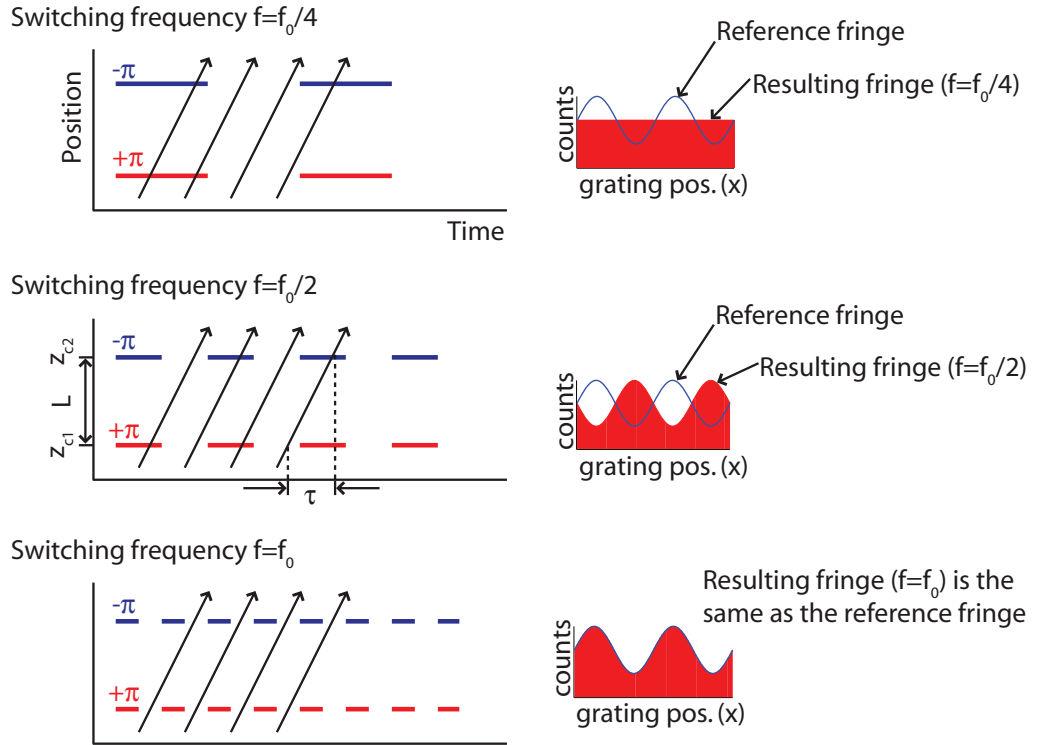 Switching frequency f=f₀/4
Position
-π
+π
Time
Reference fringe
Resulting fringe (f=f₀/4)
counts
grating pos. (x)
Switching frequency f=f₀/2
-π
z_c2
L
z_c1
+π
τ
Reference fringe
Resulting fringe (f=f₀/2)
counts
grating pos. (x)
Switching frequency f=f₀
-π
+π
Resulting fringe (f=f₀) is the
same as the reference fringe
counts
grating pos. (x)